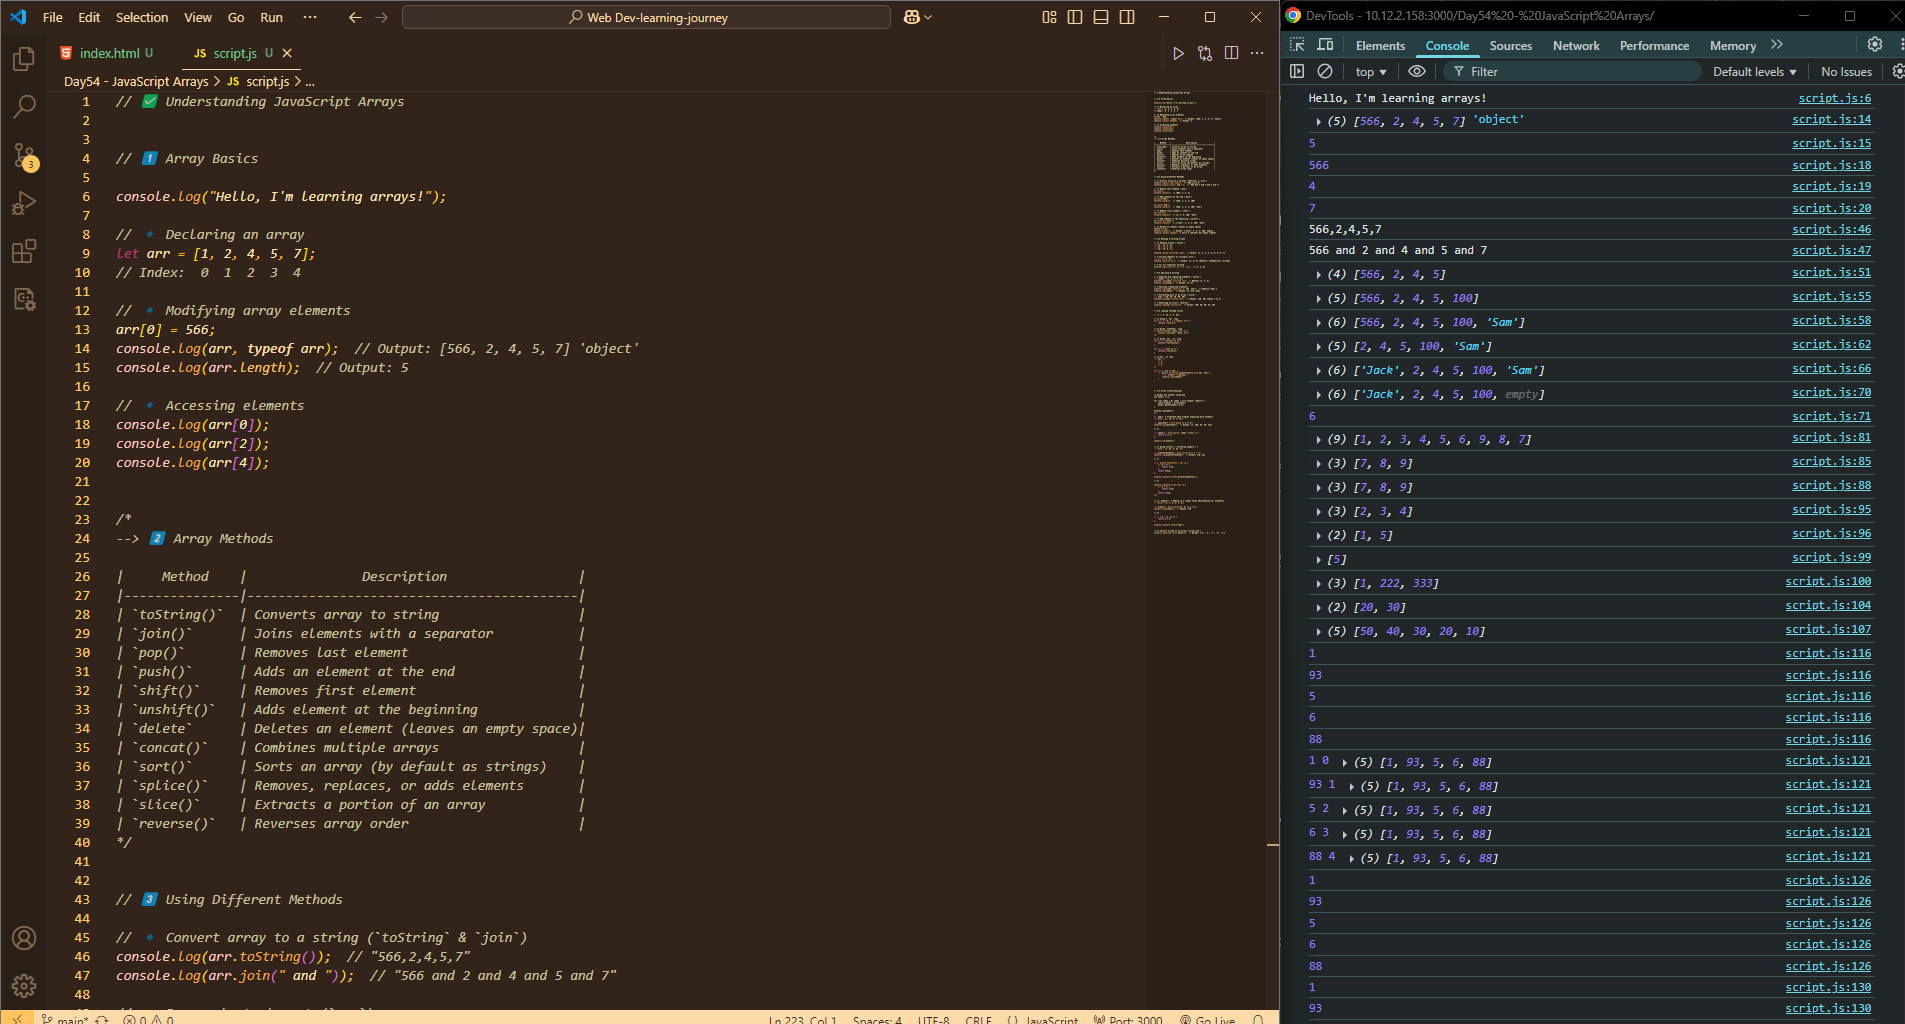 File Edit Selection View Go Run ··· Web Dev-learning-journey
index.html U JS script.js U
Day54 - JavaScript Arrays > JS script.js > ...
1 // ✅ Understanding JavaScript Arrays
2
3
4 // 1️⃣ Array Basics
5
6 console.log("Hello, I'm learning arrays!");
7
8 // 🔹 Declaring an array
9 let arr = [1, 2, 4, 5, 7];
10 // Index:  0  1  2  3  4
11
12 // 🔹 Modifying array elements
13 arr[0] = 566;
14 console.log(arr, typeof arr);  // Output: [566, 2, 4, 5, 7] 'object'
15 console.log(arr.length);  // Output: 5
16
17 // 🔹 Accessing elements
18 console.log(arr[0]);
19 console.log(arr[2]);
20 console.log(arr[4]);
21
22
23 /*
24 --> 2️⃣ Array Methods
25
26 |     Method    |               Description                 |
27 |---------------|-------------------------------------------|
28 | `toString()`  | Converts array to string                  |
29 | `join()`      | Joins elements with a separator           |
30 | `pop()`       | Removes last element                      |
31 | `push()`      | Adds an element at the end                |
32 | `shift()`     | Removes first element                     |
33 | `unshift()`   | Adds element at the beginning             |
34 | `delete`      | Deletes an element (leaves an empty space)|
35 | `concat()`    | Combines multiple arrays                  |
36 | `sort()`      | Sorts an array (by default as strings)    |
37 | `splice()`    | Removes, replaces, or adds elements       |
38 | `slice()`     | Extracts a portion of an array            |
39 | `reverse()`   | Reverses array order                      |
40 */
41
42
43 // 3️⃣ Using Different Methods
44
45 // 🔹 Convert array to a string (`toString` & `join`)
46 console.log(arr.toString());  // "566,2,4,5,7"
47 console.log(arr.join(" and "));  // "566 and 2 and 4 and 5 and 7"
48
3
main* 0 0 Ln 223, Col 1 Spaces: 4 UTF-8 CRLF {} JavaScript Port: 3000 Go Live
DevTools - 10.12.2.158:3000/Day54%20-%20JavaScript%20Arrays/
Elements Console Sources Network Performance Memory
top Filter Default levels No Issues
Hello, I'm learning arrays! script.js:6
(5) [566, 2, 4, 5, 7] 'object' script.js:14
5 script.js:15
566 script.js:18
4 script.js:19
7 script.js:20
566,2,4,5,7 script.js:46
566 and 2 and 4 and 5 and 7 script.js:47
(4) [566, 2, 4, 5] script.js:51
(5) [566, 2, 4, 5, 100] script.js:55
(6) [566, 2, 4, 5, 100, 'Sam'] script.js:58
(5) [2, 4, 5, 100, 'Sam'] script.js:62
(6) ['Jack', 2, 4, 5, 100, 'Sam'] script.js:66
(6) ['Jack', 2, 4, 5, 100, empty] script.js:70
6 script.js:71
(9) [1, 2, 3, 4, 5, 6, 9, 8, 7] script.js:81
(3) [7, 8, 9] script.js:85
(3) [7, 8, 9] script.js:88
(3) [2, 3, 4] script.js:95
(2) [1, 5] script.js:96
[5] script.js:99
(3) [1, 222, 333] script.js:100
(2) [20, 30] script.js:104
(5) [50, 40, 30, 20, 10] script.js:107
1 script.js:116
93 script.js:116
5 script.js:116
6 script.js:116
88 script.js:116
1 0 (5) [1, 93, 5, 6, 88] script.js:121
93 1 (5) [1, 93, 5, 6, 88] script.js:121
5 2 (5) [1, 93, 5, 6, 88] script.js:121
6 3 (5) [1, 93, 5, 6, 88] script.js:121
88 4 (5) [1, 93, 5, 6, 88] script.js:121
1 script.js:126
93 script.js:126
5 script.js:126
6 script.js:126
88 script.js:126
1 script.js:130
93 script.js:130